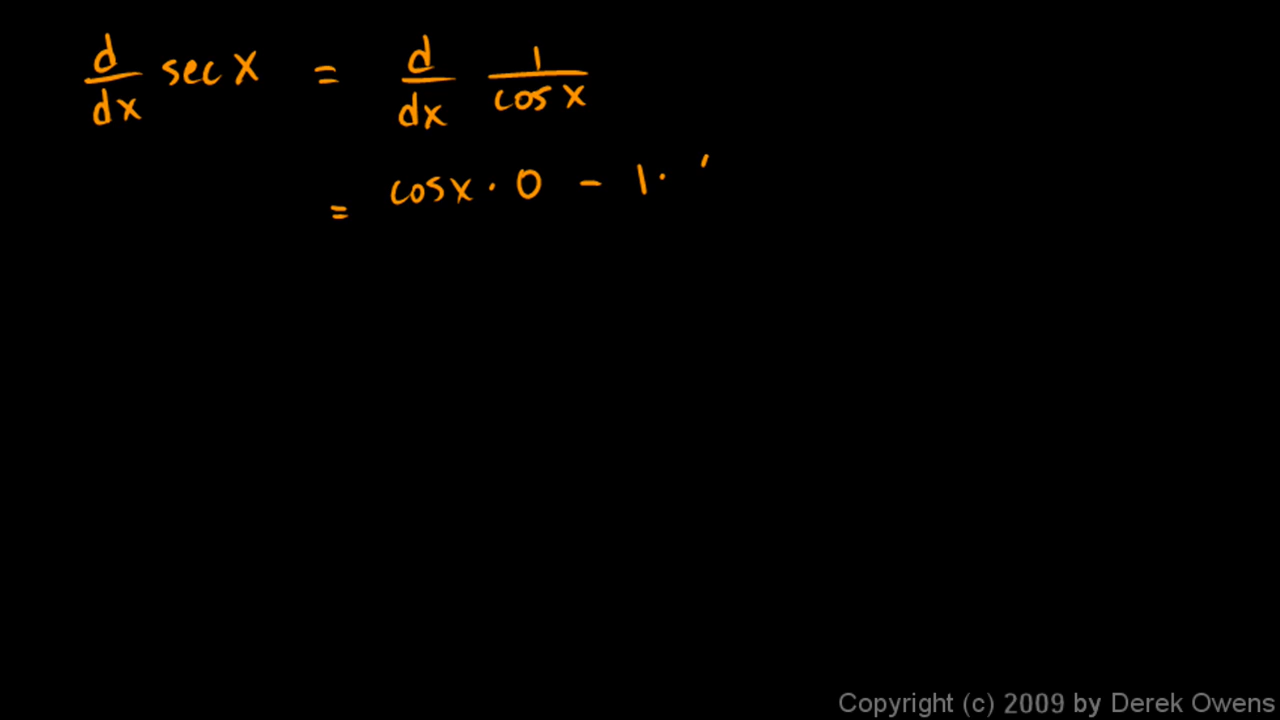 d/dx sec x = d/dx 1/cos x
= cos x · 0 - 1 ·
Copyright (c) 2009 by Derek Owens